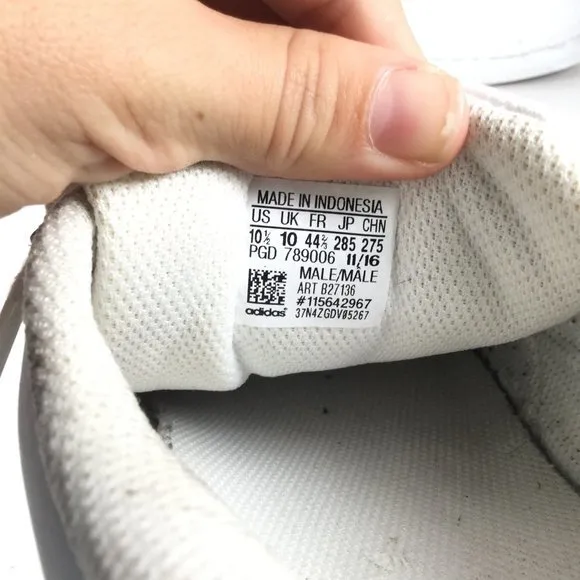 MADE IN INDONESIA
US UK FR JP CHN
10½ 10 44⅔ 285 275
PGD 789006 11/16
MALE/MÂLE
ART B27136
#115642967
adidas 37N4ZGDV05267